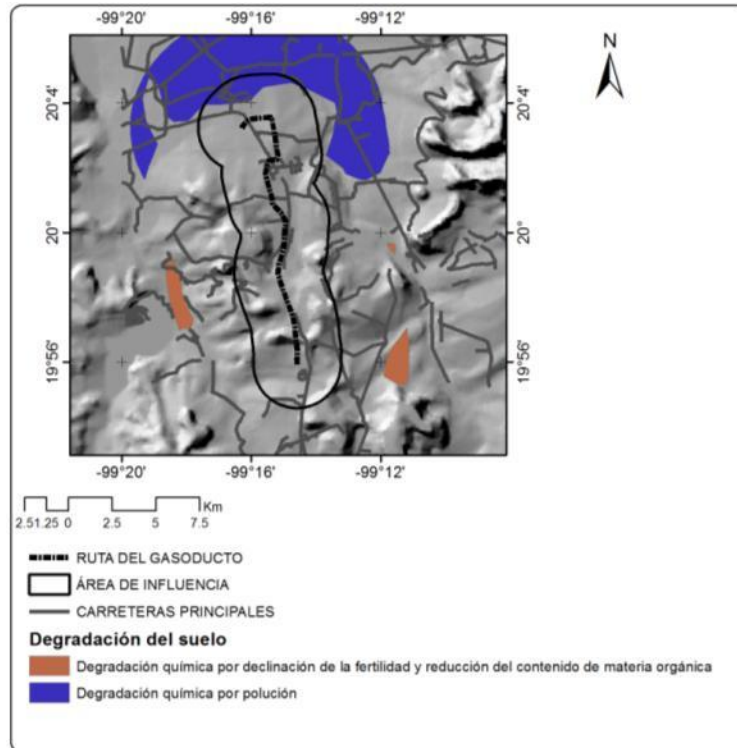 -99°20' -99°16' -99°12'
N
20°4' 20°4'
20° 20°
19°56' 19°56'
-99°20' -99°16' -99°12'
Km
2.51.25 0 2.5 5 7.5
RUTA DEL GASODUCTO
ÁREA DE INFLUENCIA
CARRETERAS PRINCIPALES
Degradación del suelo
Degradación química por declinación de la fertilidad y reducción del contenido de materia orgánica
Degradación química por polución